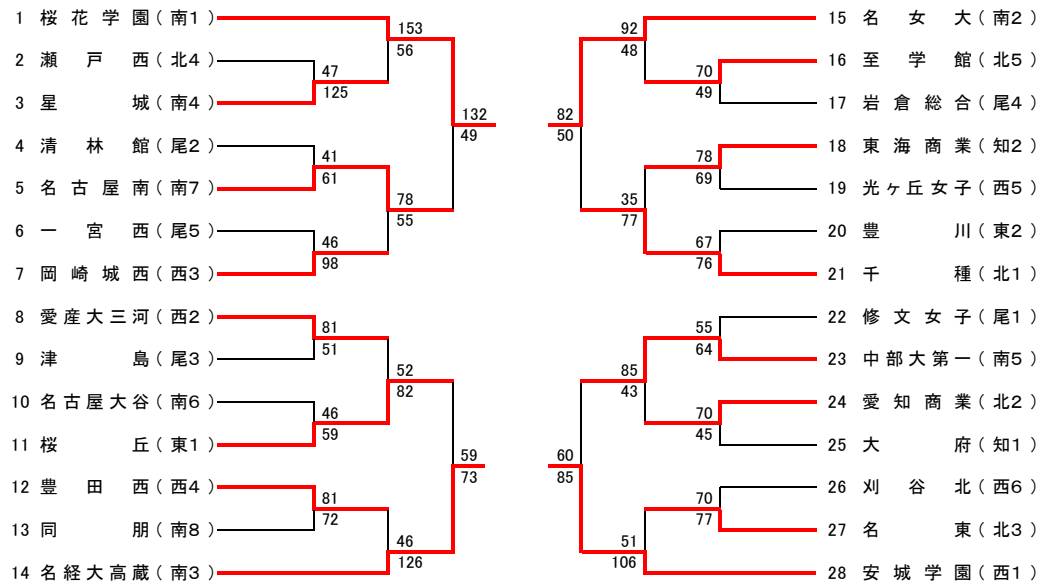 1 桜花学園(南1)
2 瀬戸西(北4)
3 星城(南4)
4 清林館(尾2)
5 名古屋南(南7)
6 一宮西(尾5)
7 岡崎城西(西3)
8 愛産大三河(西2)
9 津島(尾3)
10 名古屋大谷(南6)
11 桜丘(東1)
12 豊田西(西4)
13 同朋(南8)
14 名経大高蔵(南3)
153
56
47
125
132
49
41
61
78
55
46
98
81
51
52
82
46
59
59
73
81
72
46
126
92
48
70
49
82
50
78
69
35
77
67
76
55
64
85
43
70
45
60
85
70
77
51
106
15 名女大(南2)
16 至学館(北5)
17 岩倉総合(尾4)
18 東海商業(知2)
19 光ヶ丘女子(西5)
20 豊川(東2)
21 千種(北1)
22 修文女子(尾1)
23 中部大第一(南5)
24 愛知商業(北2)
25 大府(知1)
26 刈谷北(西6)
27 名東(北3)
28 安城学園(西1)